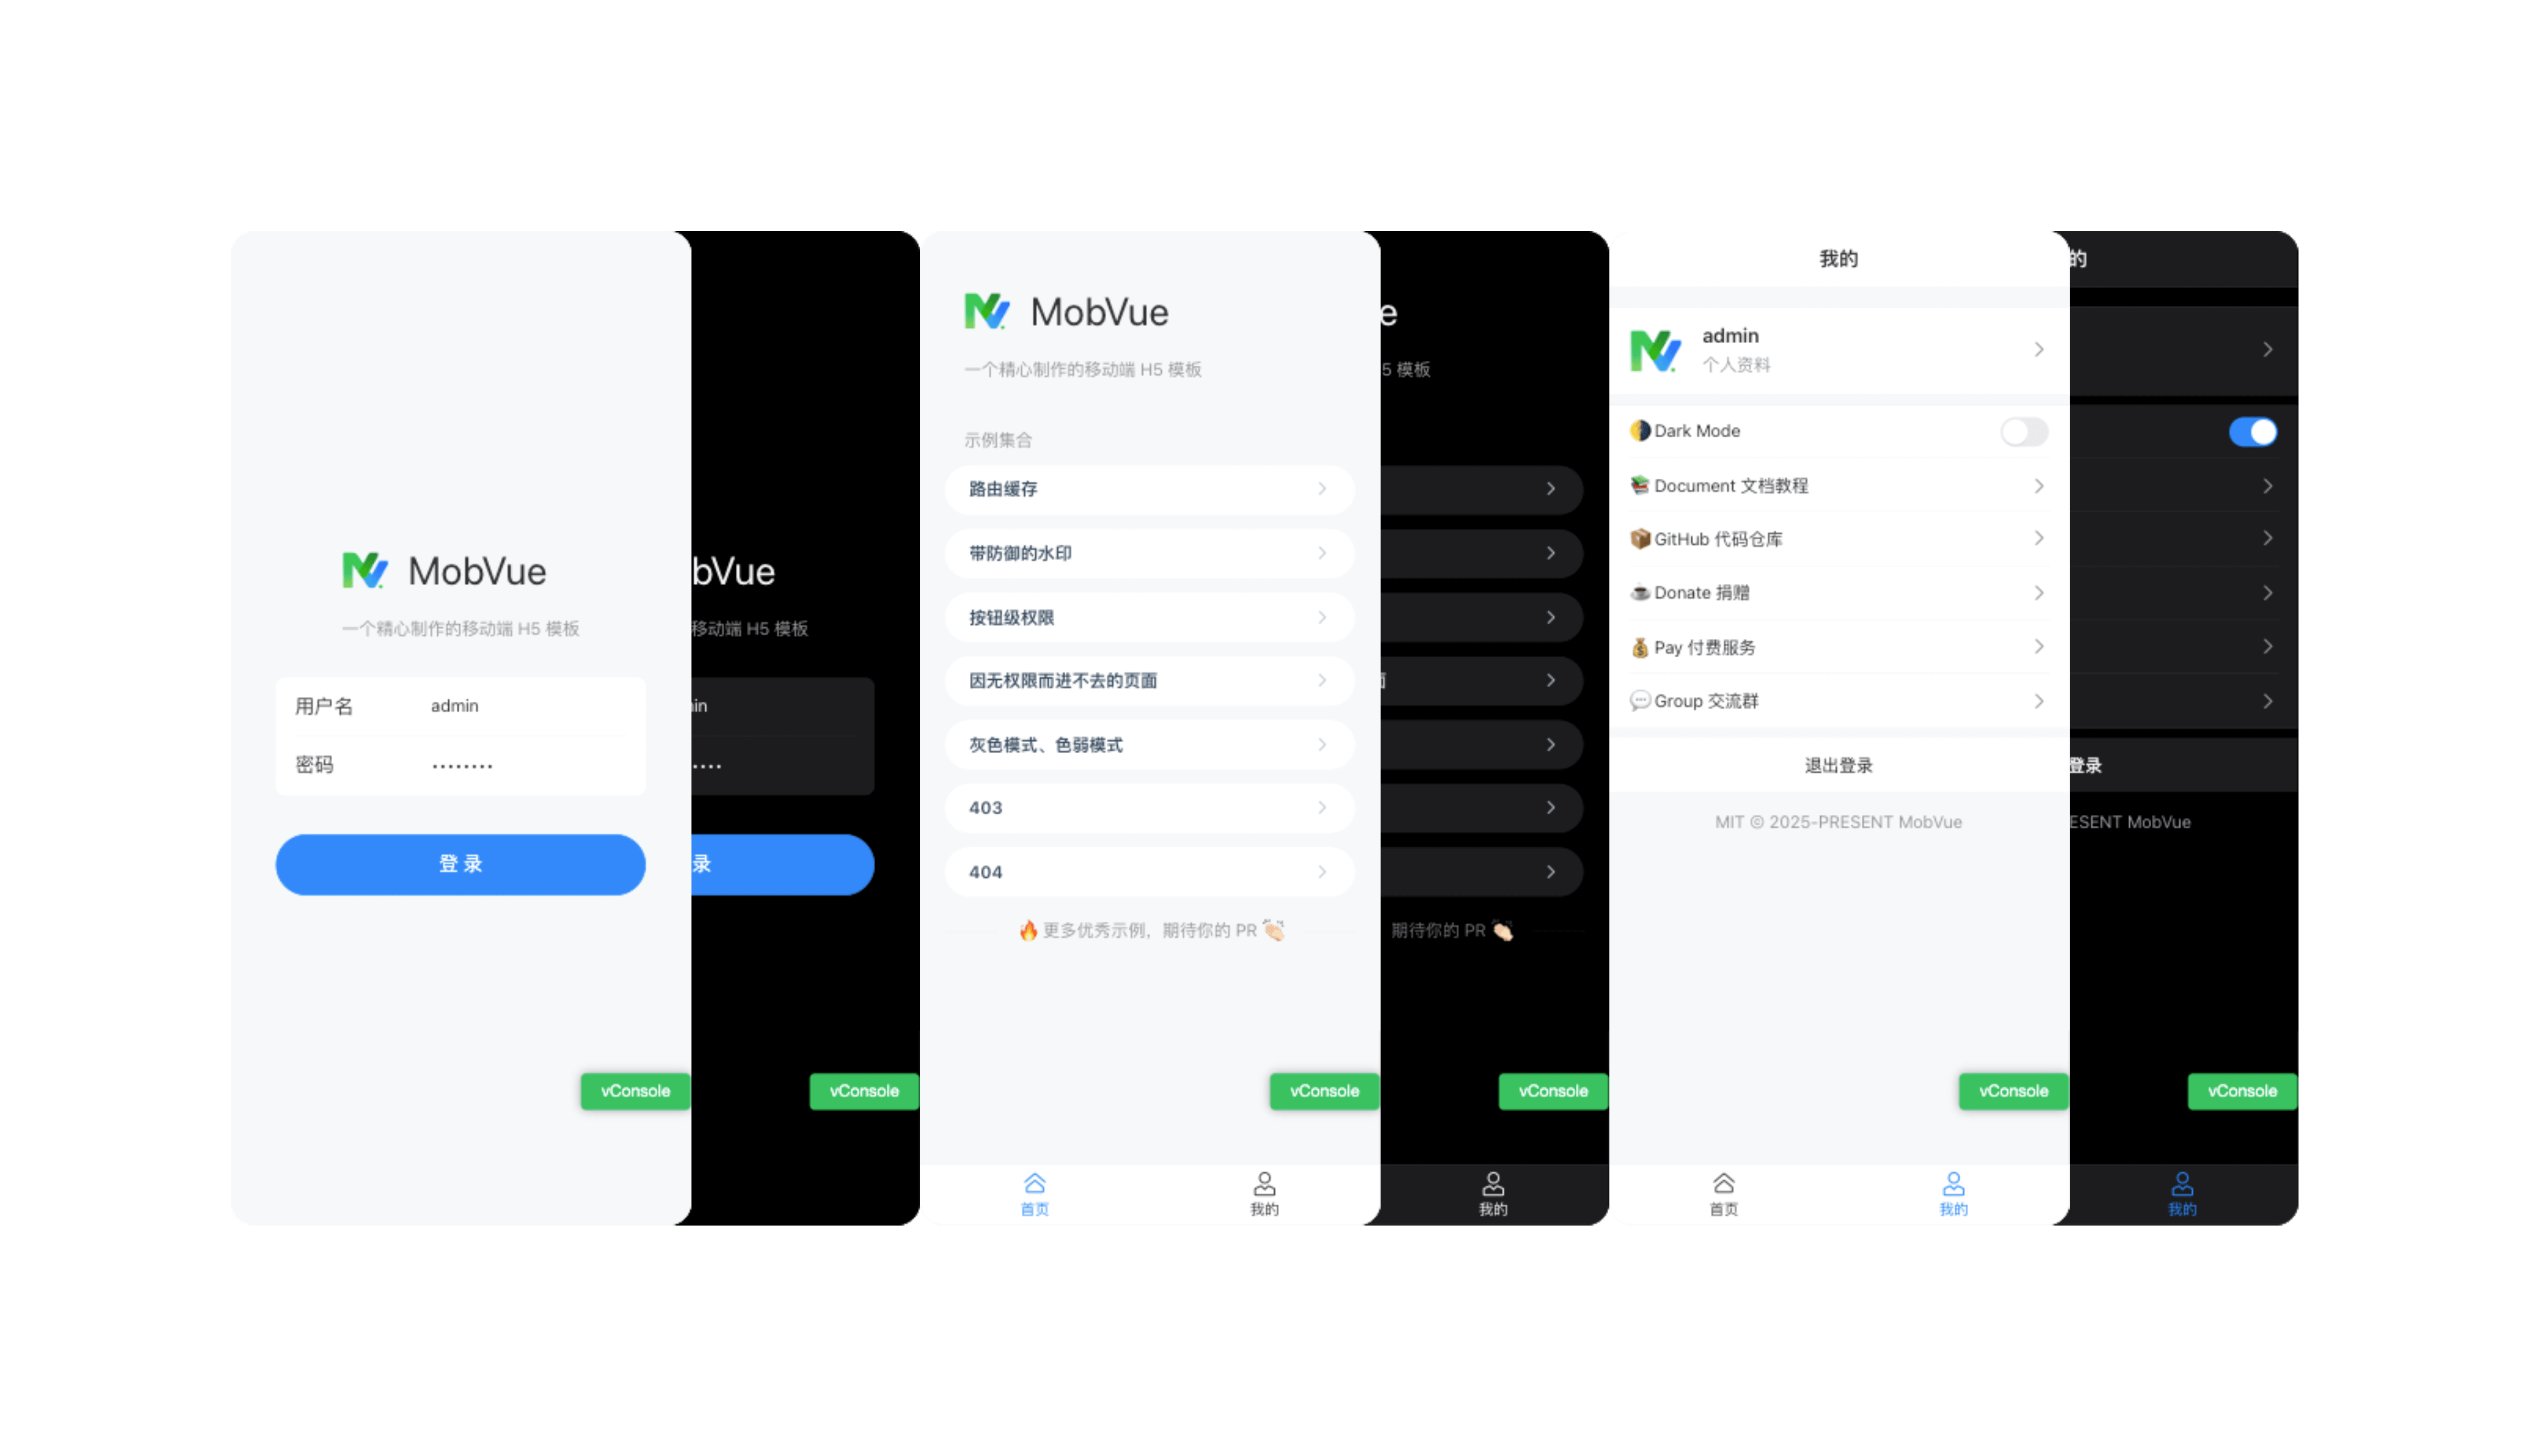 MobVue
一个精心制作的移动端 H5 模板
用户名 admin
密码 ········
登 录
vConsole
bVue
移动端 H5 模板
in
····
录
vConsole
MobVue
一个精心制作的移动端 H5 模板
示例集合
路由缓存
带防御的水印
按钮级权限
因无权限而进不去的页面
灰色模式、色弱模式
403
404
🔥 更多优秀示例，期待你的 PR 👏🏻
vConsole
首页 我的
e
5 模板
期待你的 PR 👏🏻
vConsole
我的
我的
admin
个人资料
🌗 Dark Mode
📚 Document 文档教程
📦 GitHub 代码仓库
☕ Donate 捐赠
💰 Pay 付费服务
💬 Group 交流群
退出登录
MIT © 2025-PRESENT MobVue
vConsole
首页 我的
的
登录
ESENT MobVue
vConsole
我的